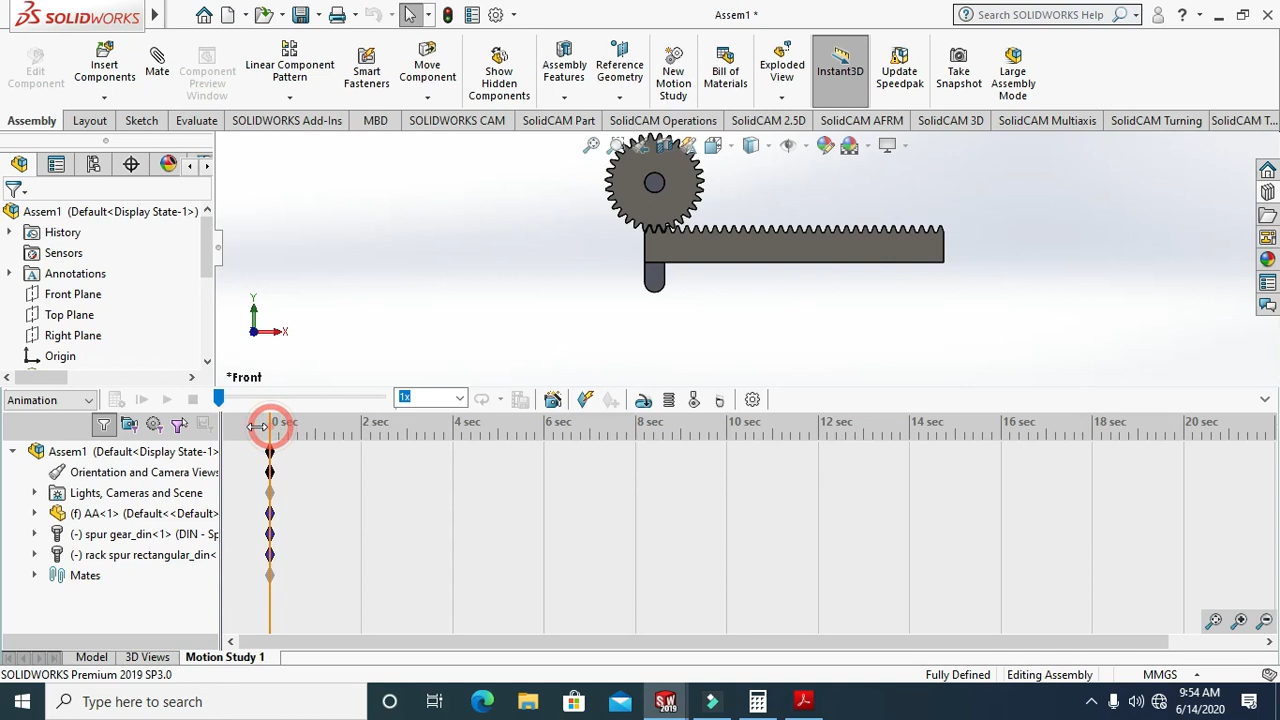 SOLIDWORKS
Assem1 *
Search SOLIDWORKS Help
Edit Component
Insert Components
Mate
Component Preview Window
Linear Component Pattern
Smart Fasteners
Move Component
Show Hidden Components
Assembly Features
Reference Geometry
New Motion Study
Bill of Materials
Exploded View
Instant3D
Update Speedpak
Take Snapshot
Large Assembly Mode
Assembly
Layout
Sketch
Evaluate
SOLIDWORKS Add-Ins
MBD
SOLIDWORKS CAM
SolidCAM Part
SolidCAM Operations
SolidCAM 2.5D
SolidCAM AFRM
SolidCAM 3D
SolidCAM Multiaxis
SolidCAM Turning
SolidCAM T...
Assem1 (Default<Display State-1>)
History
Sensors
Annotations
Front Plane
Top Plane
Right Plane
Origin
Y
X
*Front
Animation
1x
0 sec
2 sec
4 sec
6 sec
8 sec
10 sec
12 sec
14 sec
16 sec
18 sec
20 sec
Assem1 (Default<Display State-1>
Orientation and Camera Views
Lights, Cameras and Scene
(f) AA<1> (Default<<Default>
(-) spur gear_din<1> (DIN - Sp
(-) rack spur rectangular_din<
Mates
Model
3D Views
Motion Study 1
SOLIDWORKS Premium 2019 SP3.0
Fully Defined
Editing Assembly
MMGS
Type here to search
SW
2019
9:54 AM
6/14/2020